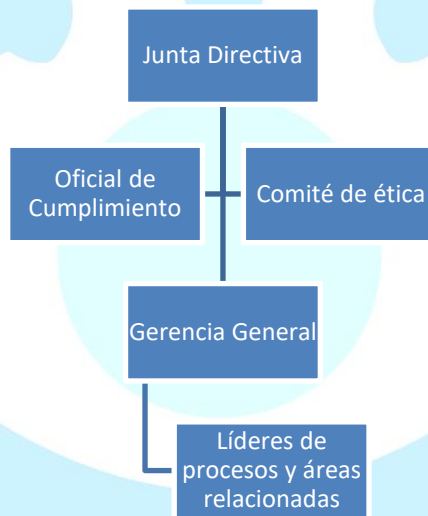 Junta Directiva
Oficial de
Cumplimiento
Comité de ética
Gerencia General
Líderes de
procesos y áreas
relacionadas